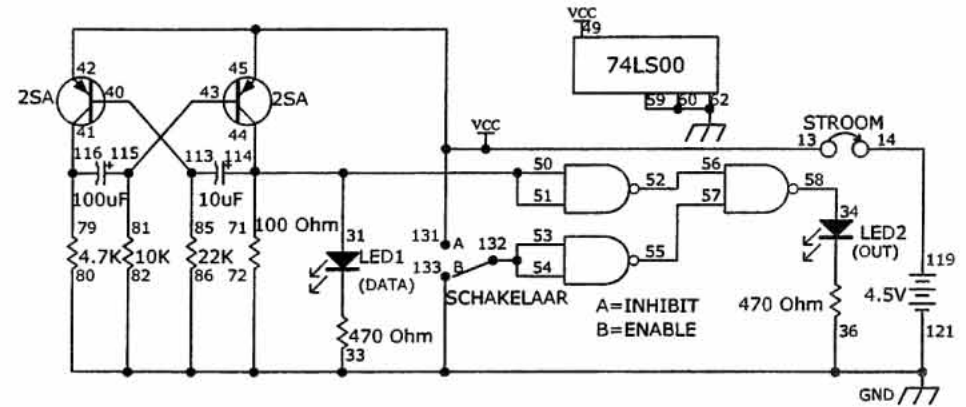 VCC
49
74LS00
59 60 62
42
2SA
40
41
45
43
2SA
44
VCC
STROOM
13 14
116 115
100uF
113 114
10uF
50
51
52
56
57
58
79
4.7K
80
81
10K
82
85
22K
86
71
100 Ohm
72
31
LED1
(DATA)
470 Ohm
33
131 A
132
133 B
SCHAKELAAR
53
54
55
A=INHIBIT
B=ENABLE
34
LED2
(OUT)
470 Ohm
36
119
4.5V
121
GND